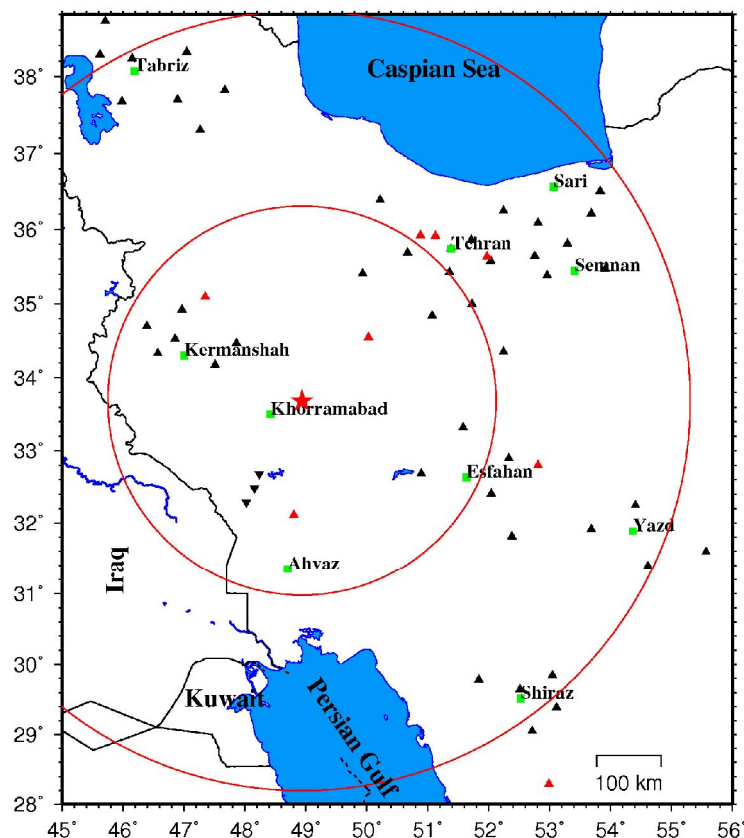 38°
37°
36°
35°
34°
33°
32°
31°
30°
29°
28°
Tabriz
Caspian Sea
Sari
Tehran
Semnan
Kermanshah
Khorramabad
Esfahan
Yazd
Ahvaz
Iraq
Kuwait
Persian Gulf
Shiraz
100 km
45°
46°
47°
48°
49°
50°
51°
52°
53°
54°
55°
56°